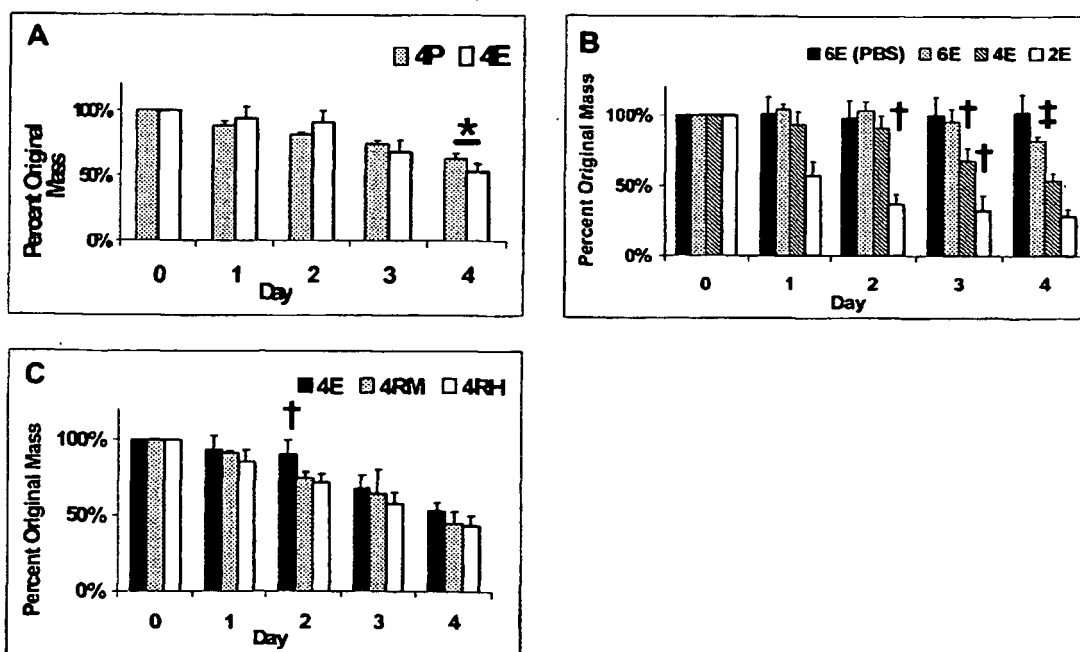 A
4P 4E
Percent Original
Mass
100%
50%
0%
*
0 1 2 3 4
Day
B
6E (PBS) 6E 4E 2E
Percent Original Mass
100%
50%
0%
† † † ‡
0 1 2 3 4
Day
C
4E 4RM 4RH
Percent Original Mass
100%
50%
0%
†
0 1 2 3 4
Day